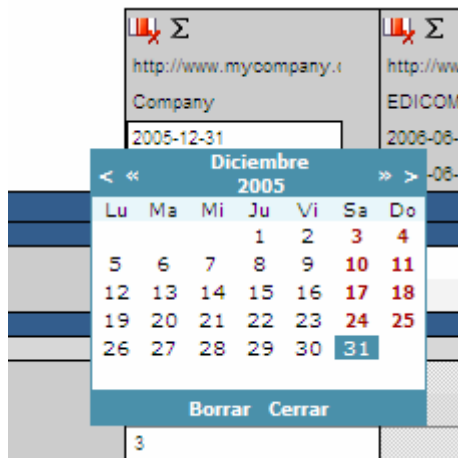 Σ Σ
http://www.mycompany. http://ww
Company EDICOM
2005-12-31 2006-06-
-06-
< « Diciembre » >
2005
Lu Ma Mi Ju Vi Sa Do
1 2 3 4
5 6 7 8 9 10 11
12 13 14 15 16 17 18
19 20 21 22 23 24 25
26 27 28 29 30 31
Borrar Cerrar
3